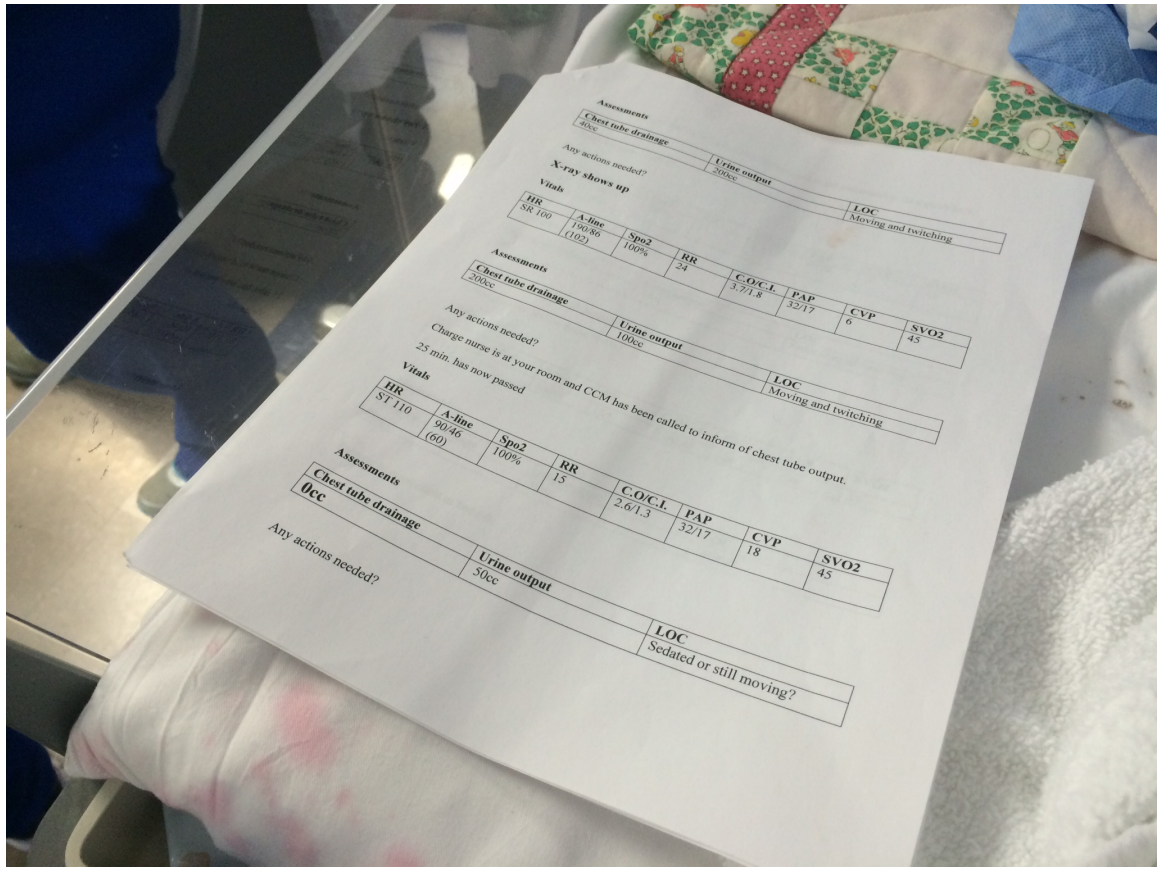 Assessments
Chest tube drainage Urine output LOC
40cc 200cc Moving and twitching
Any actions needed?
X-ray shows up
Vitals
HR A-line Spo2 RR C.O/C.I. PAP CVP SVO2
SR 100 190/86 100% 24 3.7/1.8 32/17 6 45
(102)
Assessments
Chest tube drainage Urine output LOC
200cc 100cc Moving and twitching
Any actions needed?
Charge nurse is at your room and CCM has been called to inform of chest tube output.
25 min. has now passed
Vitals
HR A-line Spo2 RR C.O/C.I. PAP CVP SVO2
ST 110 90/46 100% 15 2.6/1.3 32/17 18 45
(60)
Assessments
Chest tube drainage Urine output LOC
0cc 50cc Sedated or still moving?
Any actions needed?